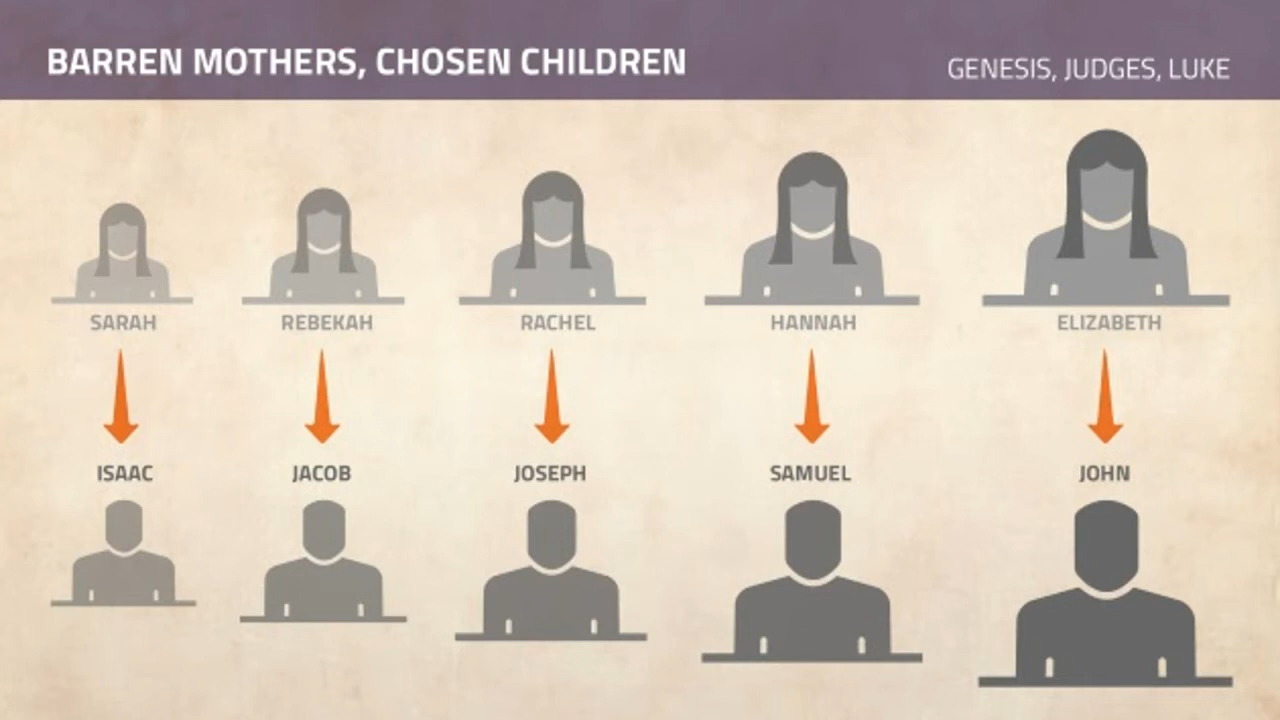 BARREN MOTHERS, CHOSEN CHILDREN
GENESIS, JUDGES, LUKE
SARAH
REBEKAH
RACHEL
HANNAH
ELIZABETH
ISAAC
JACOB
JOSEPH
SAMUEL
JOHN